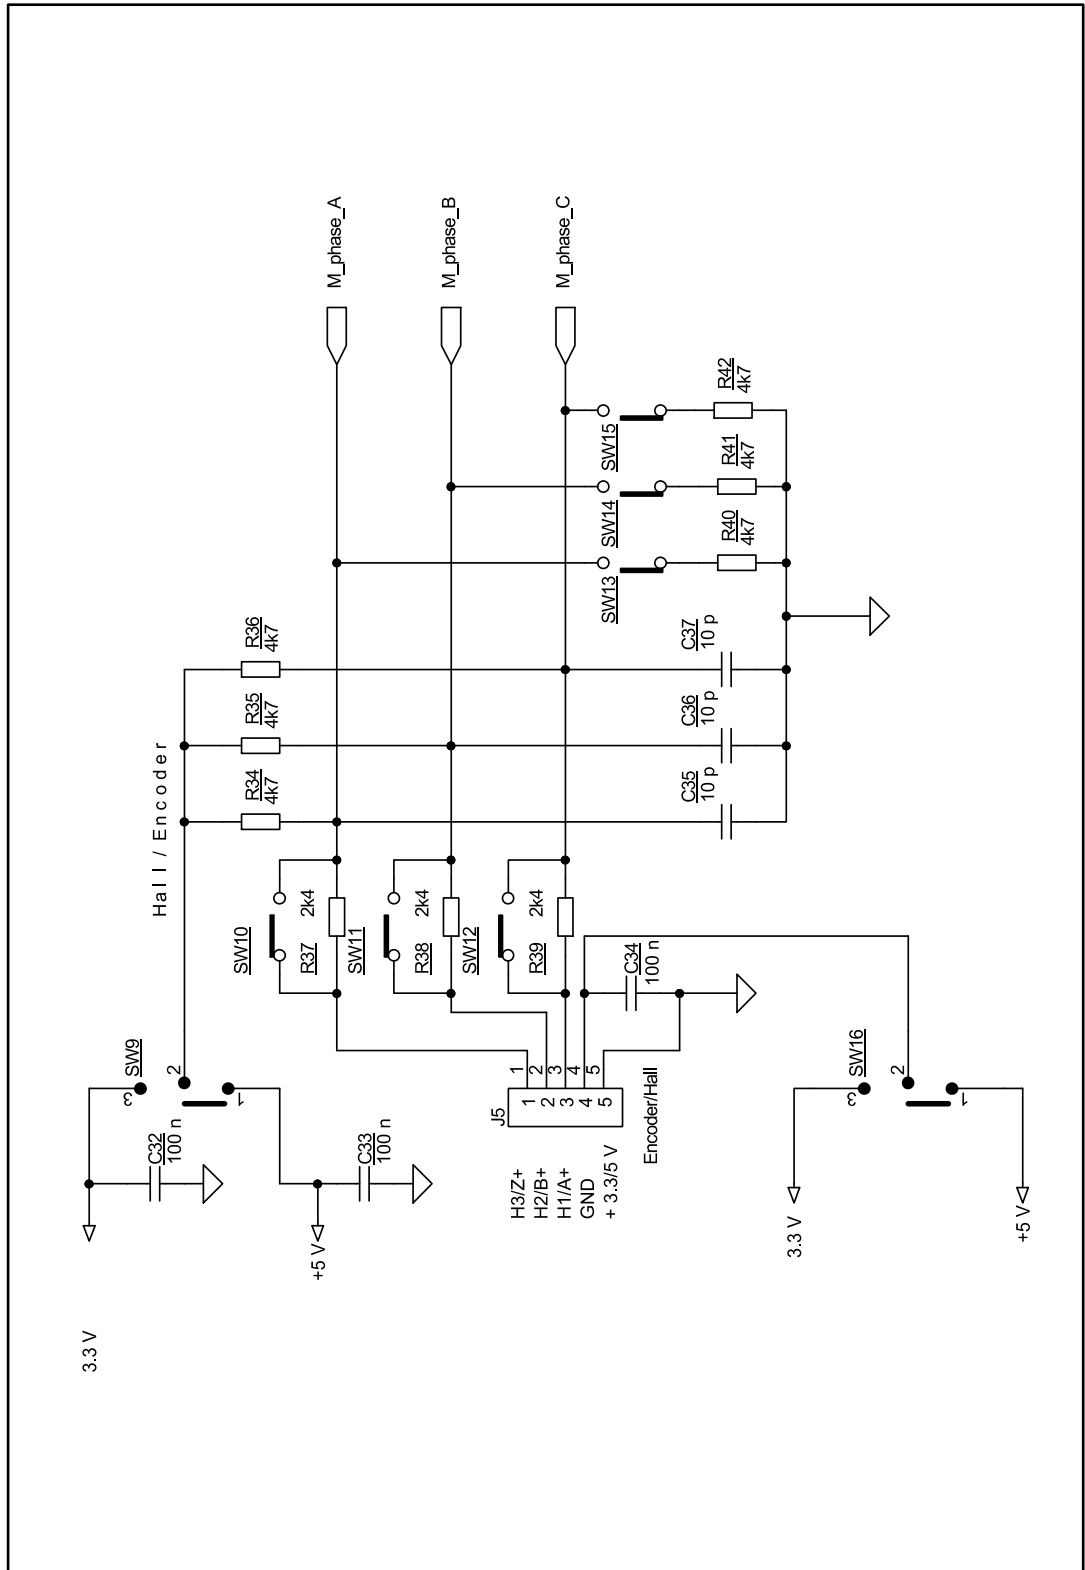 M_phase_A
M_phase_B
M_phase_C
R42
4k7
SW15
R41
4k7
SW14
R40
4k7
SW13
R36
4k7
C37
10 p
R35
4k7
C36
10 p
R34
4k7
C35
10 p
Hall / Encoder
SW10
R37
2k4
SW11
R38
2k4
SW12
R39
2k4
C34
100 n
SW9
3
2
1
C32
100 n
3.3 V
C33
100 n
+5 V
J5
1
2
3
4
5
1
2
3
4
5
H3/Z+
H2/B+
H1/A+
GND
+ 3.3/5 V
Encoder/Hall
SW16
3
2
1
3.3 V
+5 V